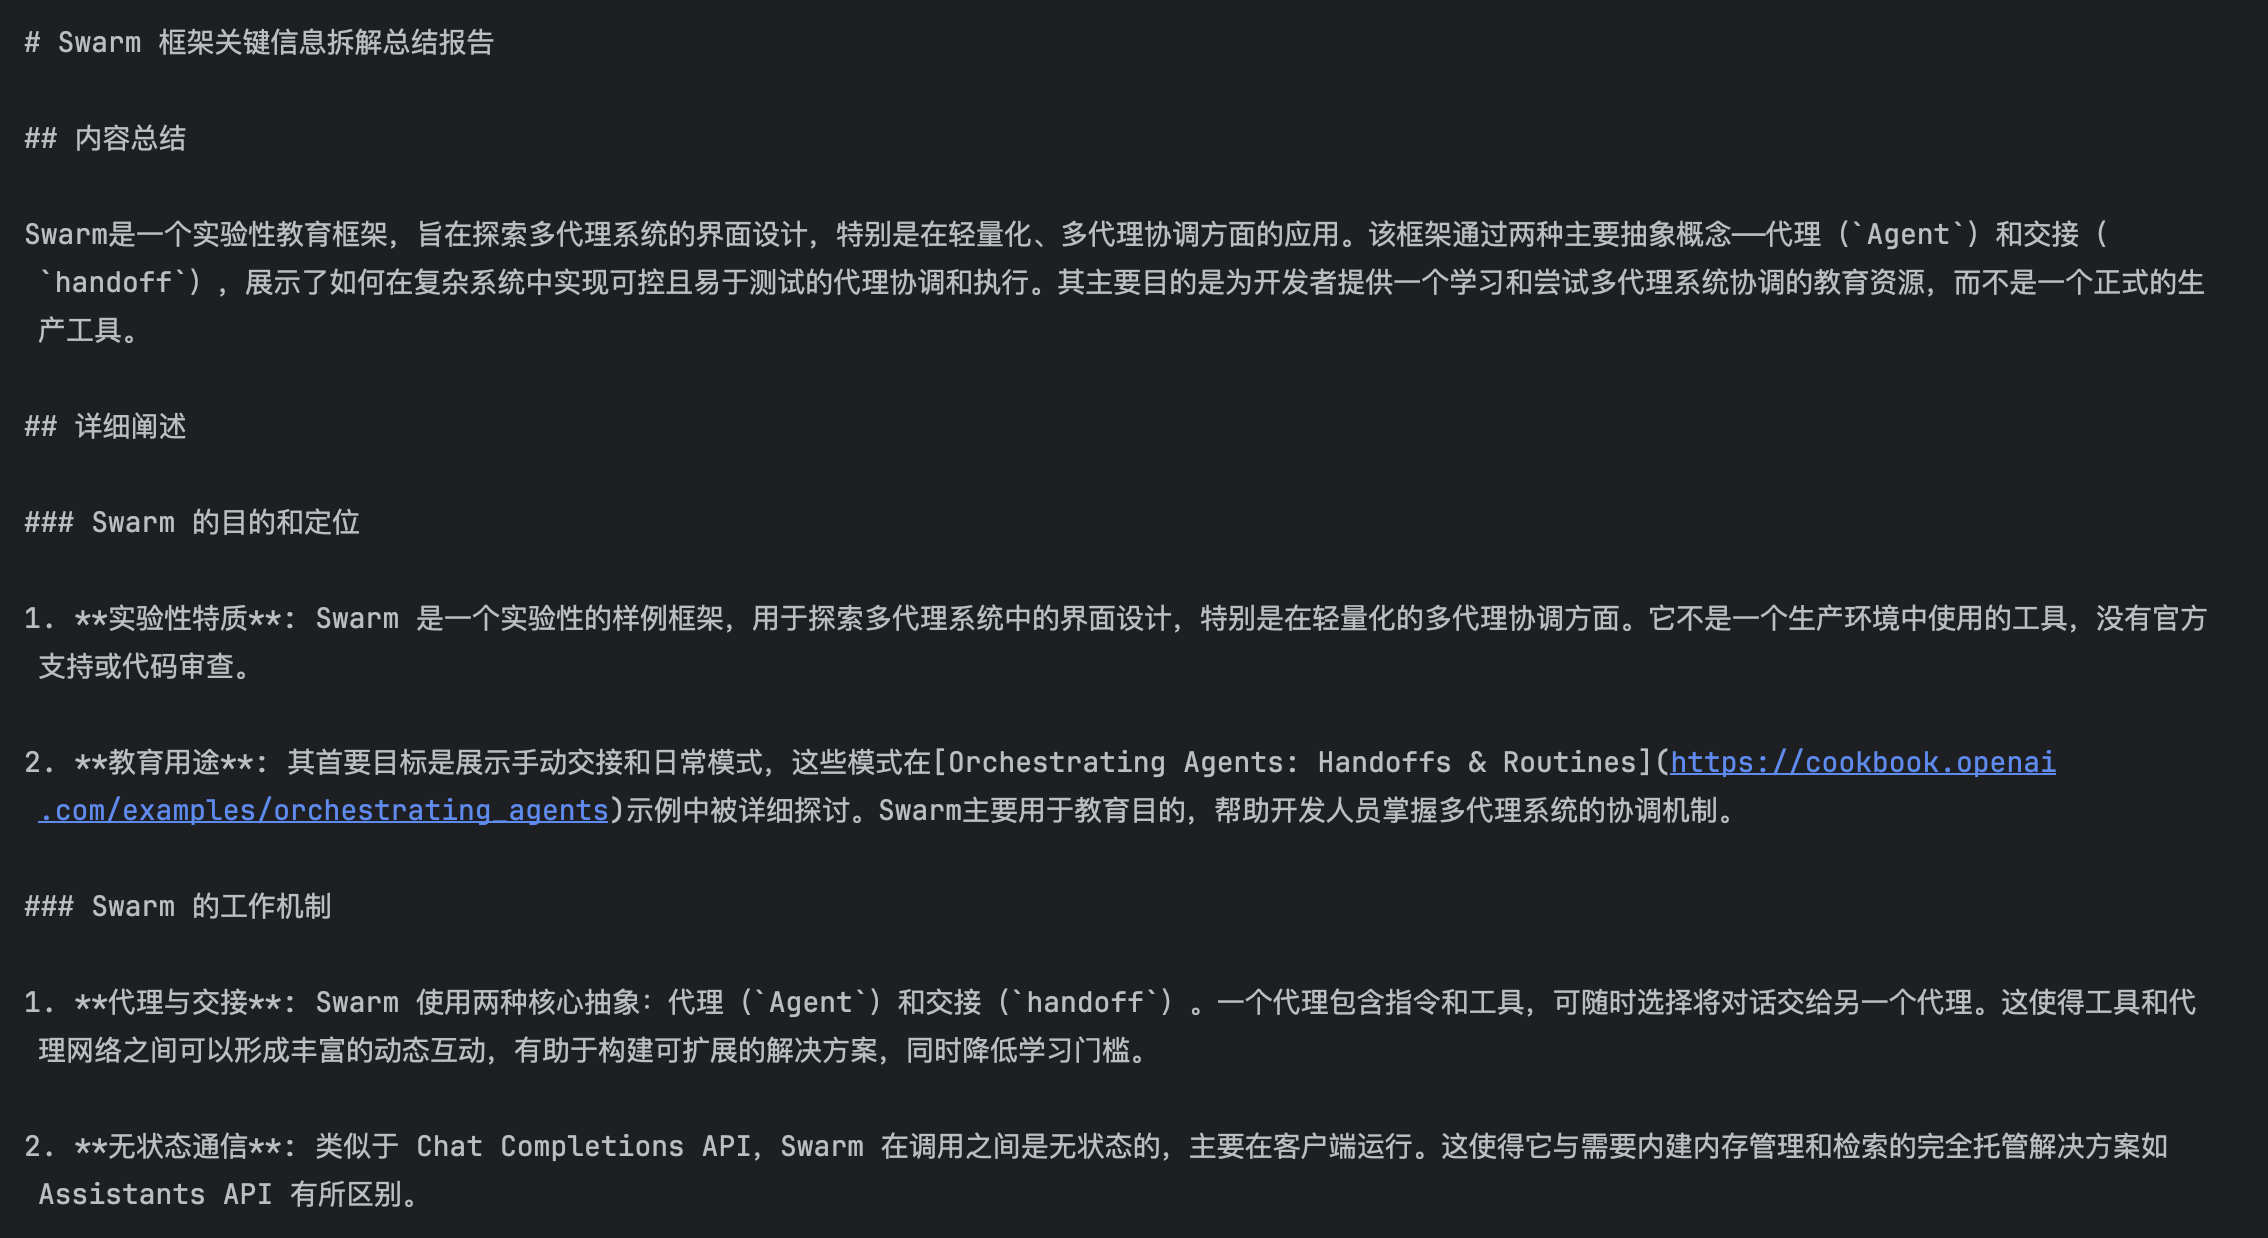 # Swarm 框架关键信息拆解总结报告
## 内容总结
Swarm是一个实验性教育框架，旨在探索多代理系统的界面设计，特别是在轻量化、多代理协调方面的应用。该框架通过两种主要抽象概念——代理（`Agent`）和交接（
`handoff`），展示了如何在复杂系统中实现可控且易于测试的代理协调和执行。其主要目的是为开发者提供一个学习和尝试多代理系统协调的教育资源，而不是一个正式的生
产工具。
## 详细阐述
### Swarm 的目的和定位
1. **实验性特质**: Swarm 是一个实验性的样例框架，用于探索多代理系统中的界面设计，特别是在轻量化的多代理协调方面。它不是一个生产环境中使用的工具，没有官方
支持或代码审查。
2. **教育用途**: 其首要目标是展示手动交接和日常模式，这些模式在[Orchestrating Agents: Handoffs & Routines](https://cookbook.openai
.com/examples/orchestrating_agents)示例中被详细探讨。Swarm主要用于教育目的，帮助开发人员掌握多代理系统的协调机制。
### Swarm 的工作机制
1. **代理与交接**: Swarm 使用两种核心抽象：代理（`Agent`）和交接（`handoff`）。一个代理包含指令和工具，可随时选择将对话交给另一个代理。这使得工具和代
理网络之间可以形成丰富的动态互动，有助于构建可扩展的解决方案，同时降低学习门槛。
2. **无状态通信**: 类似于 Chat Completions API，Swarm 在调用之间是无状态的，主要在客户端运行。这使得它与需要内建内存管理和检索的完全托管解决方案如
Assistants API 有所区别。